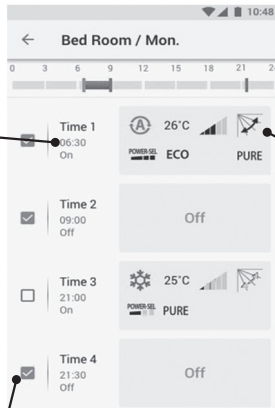 10:48
Bed Room / Mon.
0 3 6 9 12 15 18 21 2
Time 1
06:30
On
A 26°C
POWER-SEL ECO PURE
Time 2
09:00
Off
Off
Time 3
21:00
On
25°C
POWER-SEL PURE
Time 4
21:30
Off
Off